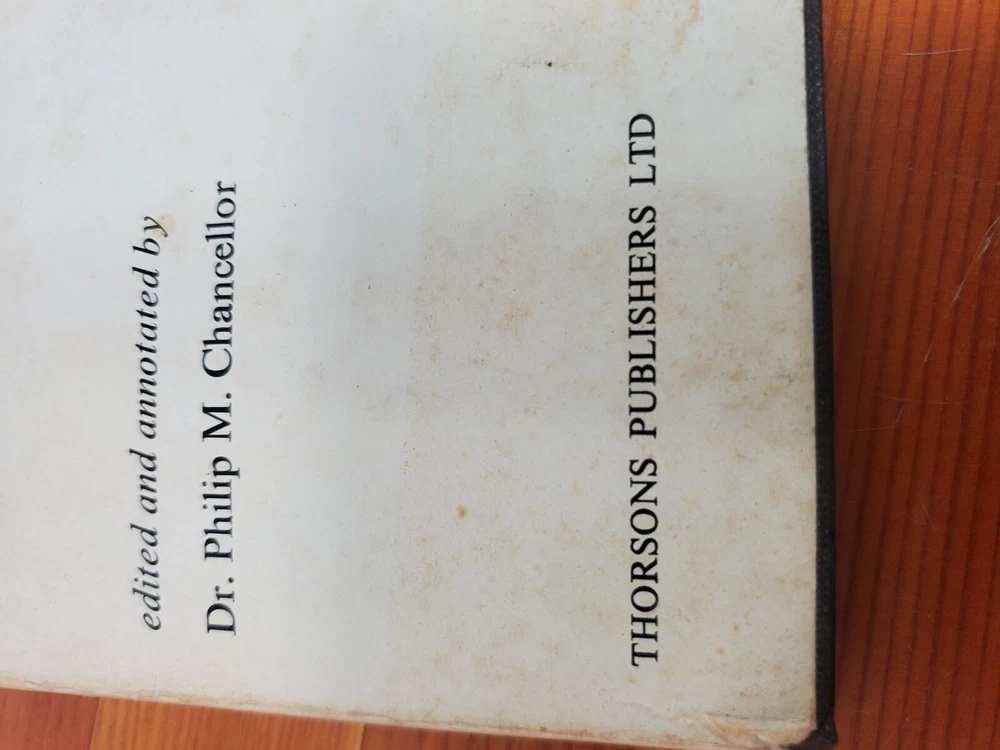 edited and annotated by
Dr. Philip M. Chancellor
THORSONS PUBLISHERS LTD